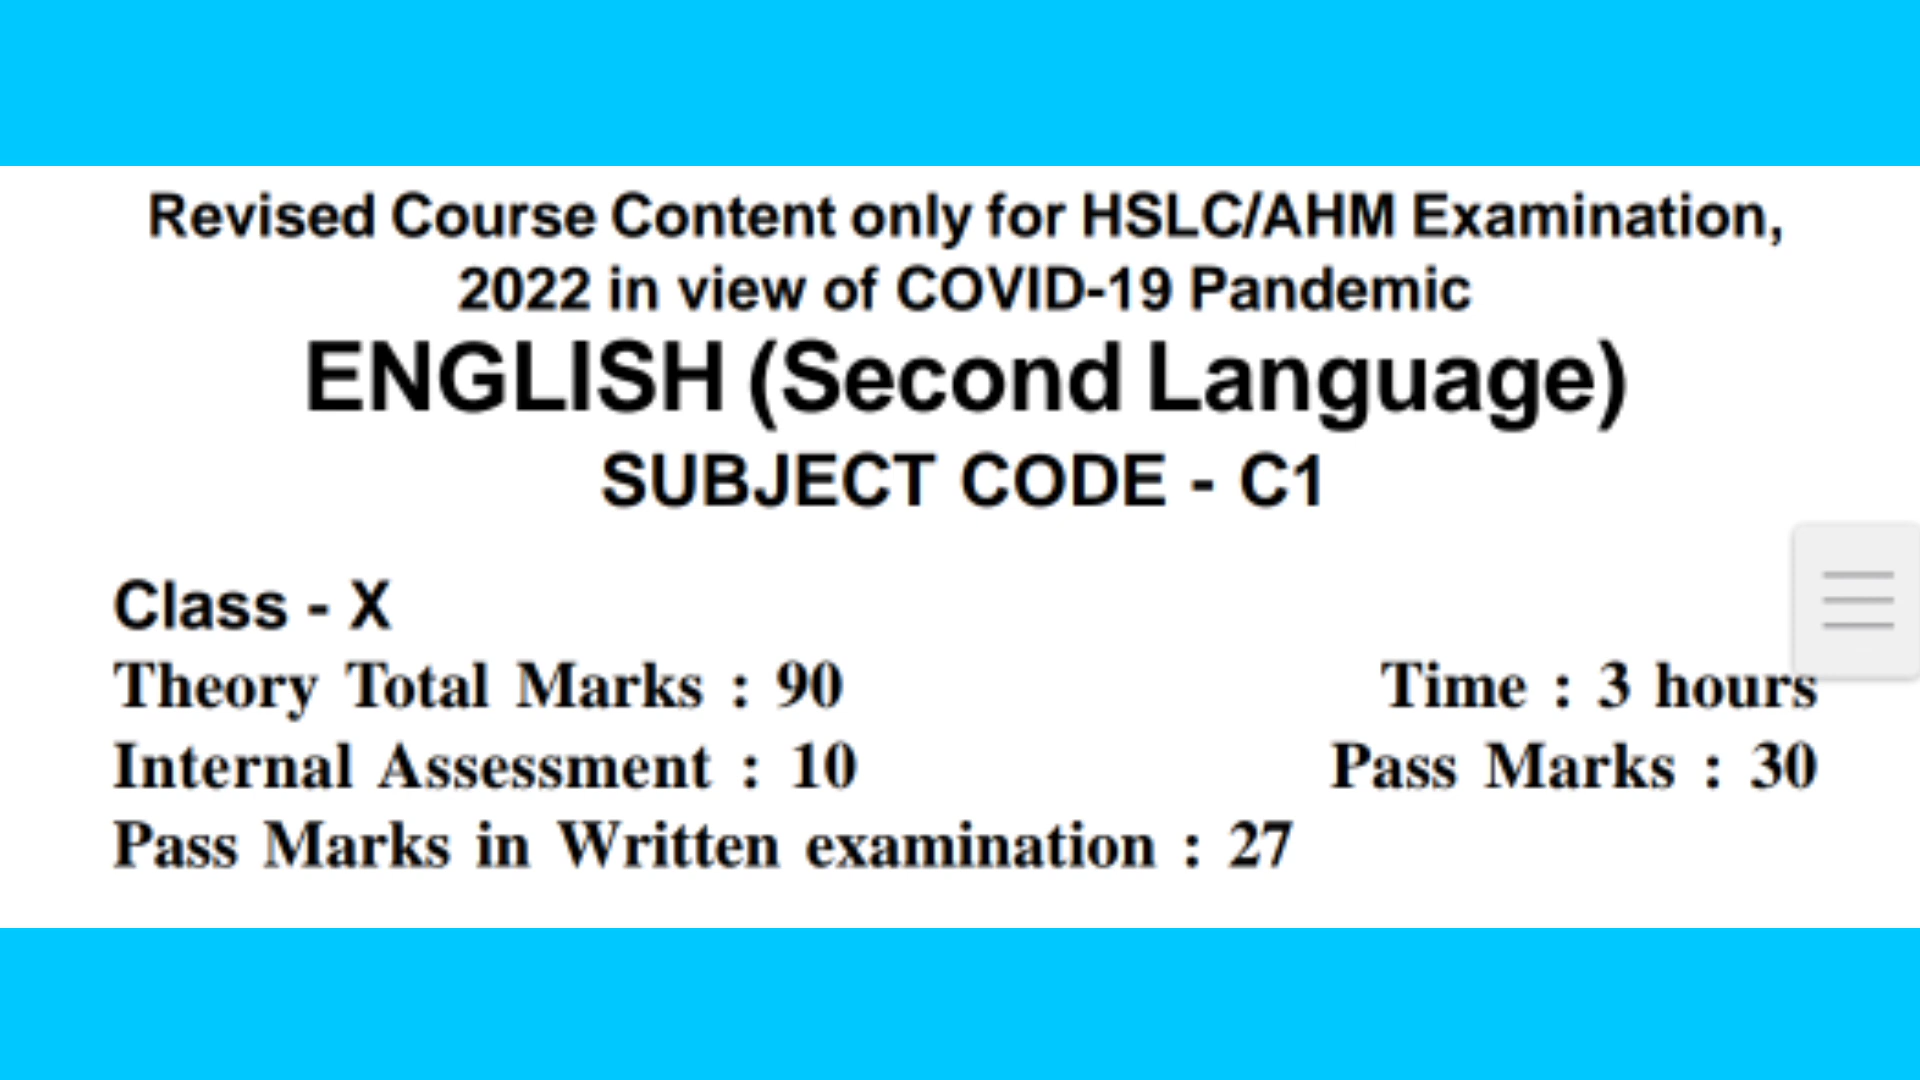 Revised Course Content only for HSLC/AHM Examination,
2022 in view of COVID-19 Pandemic
ENGLISH (Second Language)
SUBJECT CODE - C1
Class - X
Theory Total Marks : 90 Time : 3 hours
Internal Assessment : 10 Pass Marks : 30
Pass Marks in Written examination : 27